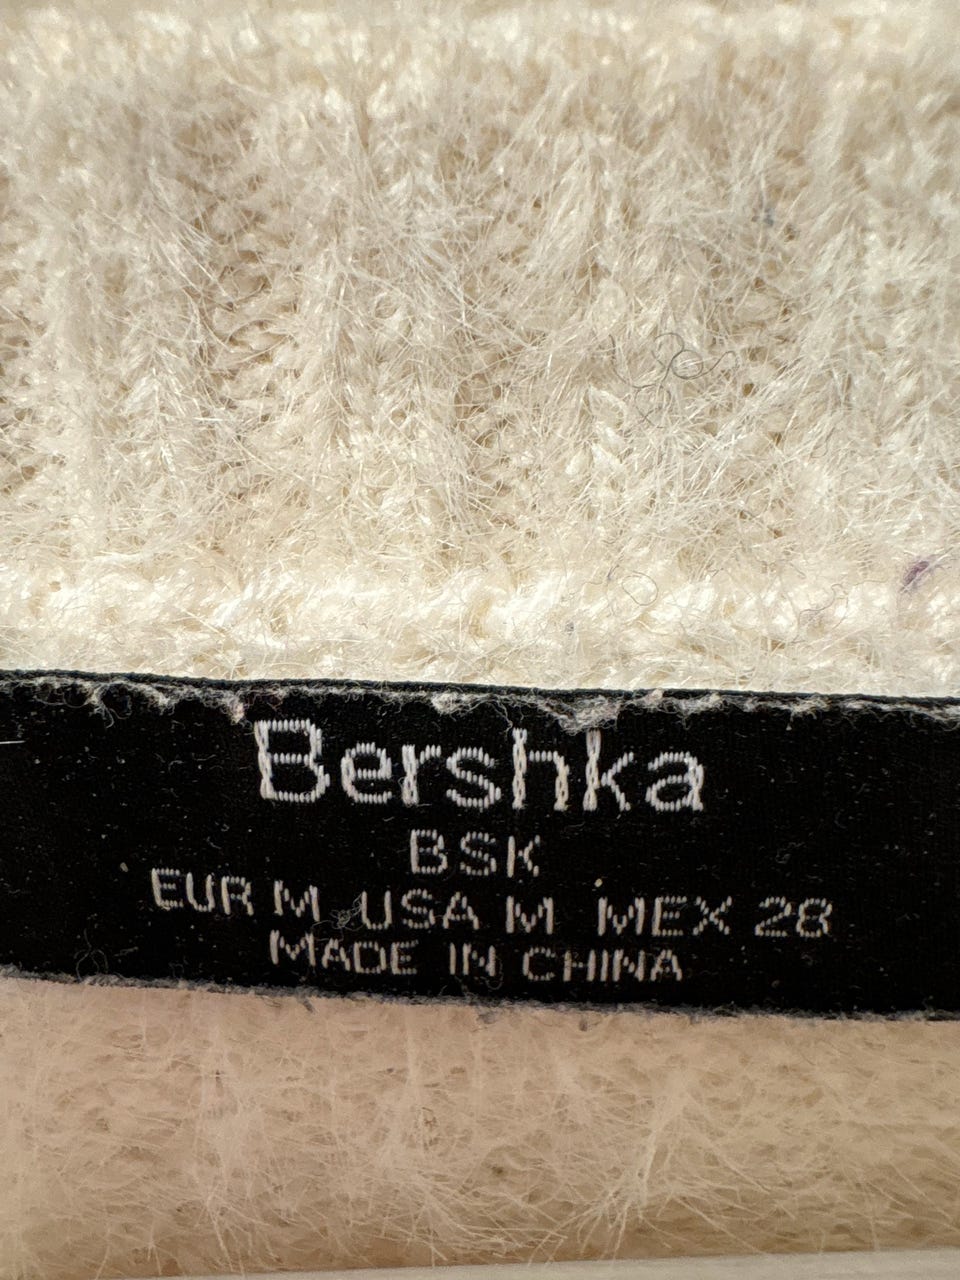 Bershka
BSK
EUR M USA M MEX 28
MADE IN CHINA